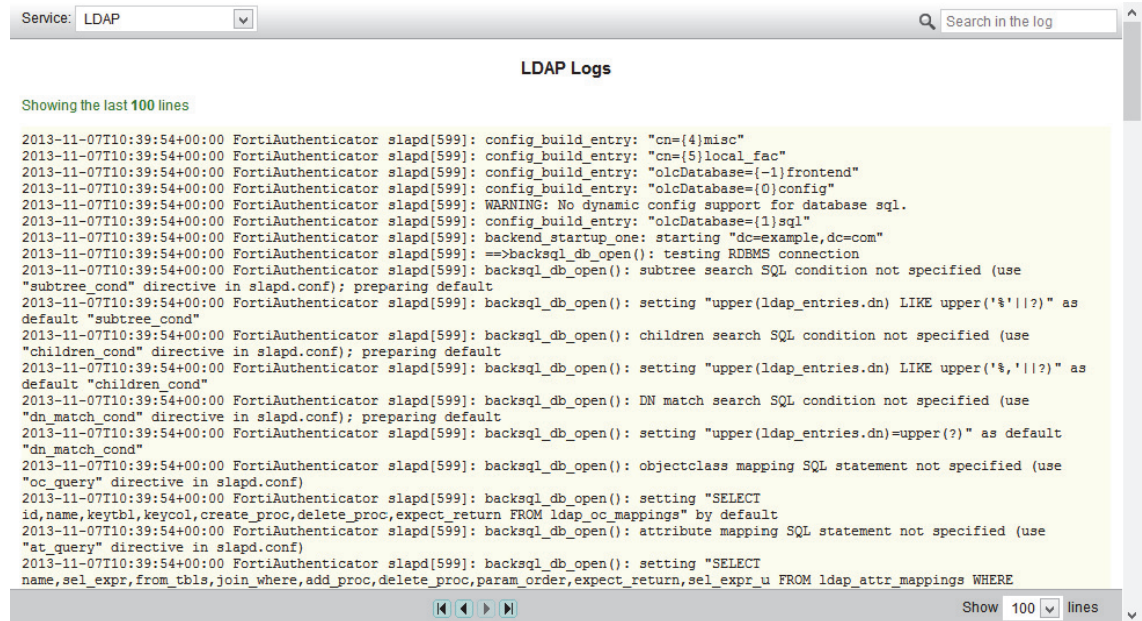 Service: LDAP
Search in the log
LDAP Logs
Showing the last 100 lines
2013-11-07T10:39:54+00:00 FortiAuthenticator slapd[599]: config_build_entry: "cn={4}misc"
2013-11-07T10:39:54+00:00 FortiAuthenticator slapd[599]: config_build_entry: "cn={5}local_fac"
2013-11-07T10:39:54+00:00 FortiAuthenticator slapd[599]: config_build_entry: "olcDatabase={-1}frontend"
2013-11-07T10:39:54+00:00 FortiAuthenticator slapd[599]: config_build_entry: "olcDatabase={0}config"
2013-11-07T10:39:54+00:00 FortiAuthenticator slapd[599]: WARNING: No dynamic config support for database sql.
2013-11-07T10:39:54+00:00 FortiAuthenticator slapd[599]: config_build_entry: "olcDatabase={1}sql"
2013-11-07T10:39:54+00:00 FortiAuthenticator slapd[599]: backend_startup_one: starting "dc=example,dc=com"
2013-11-07T10:39:54+00:00 FortiAuthenticator slapd[599]: ==>backsql_db_open(): testing RDBMS connection
2013-11-07T10:39:54+00:00 FortiAuthenticator slapd[599]: backsql_db_open(): subtree search SQL condition not specified (use
"subtree_cond" directive in slapd.conf); preparing default
2013-11-07T10:39:54+00:00 FortiAuthenticator slapd[599]: backsql_db_open(): setting "upper(ldap_entries.dn) LIKE upper('%'||?)" as
default "subtree_cond"
2013-11-07T10:39:54+00:00 FortiAuthenticator slapd[599]: backsql_db_open(): children search SQL condition not specified (use
"children_cond" directive in slapd.conf); preparing default
2013-11-07T10:39:54+00:00 FortiAuthenticator slapd[599]: backsql_db_open(): setting "upper(ldap_entries.dn) LIKE upper('%,'||?)" as
default "children_cond"
2013-11-07T10:39:54+00:00 FortiAuthenticator slapd[599]: backsql_db_open(): DN match search SQL condition not specified (use
"dn_match_cond" directive in slapd.conf); preparing default
2013-11-07T10:39:54+00:00 FortiAuthenticator slapd[599]: backsql_db_open(): setting "upper(ldap_entries.dn)=upper(?)" as default
"dn_match_cond"
2013-11-07T10:39:54+00:00 FortiAuthenticator slapd[599]: backsql_db_open(): objectclass mapping SQL statement not specified (use
"oc_query" directive in slapd.conf)
2013-11-07T10:39:54+00:00 FortiAuthenticator slapd[599]: backsql_db_open(): setting "SELECT
id,name,keytbl,keycol,create_proc,delete_proc,expect_return FROM ldap_oc_mappings" by default
2013-11-07T10:39:54+00:00 FortiAuthenticator slapd[599]: backsql_db_open(): attribute mapping SQL statement not specified (use
"at_query" directive in slapd.conf)
2013-11-07T10:39:54+00:00 FortiAuthenticator slapd[599]: backsql_db_open(): setting "SELECT
name,sel_expr,from_tbls,join_where,add_proc,delete_proc,param_order,expect_return,sel_expr_u FROM ldap_attr_mappings WHERE
Show 100 lines